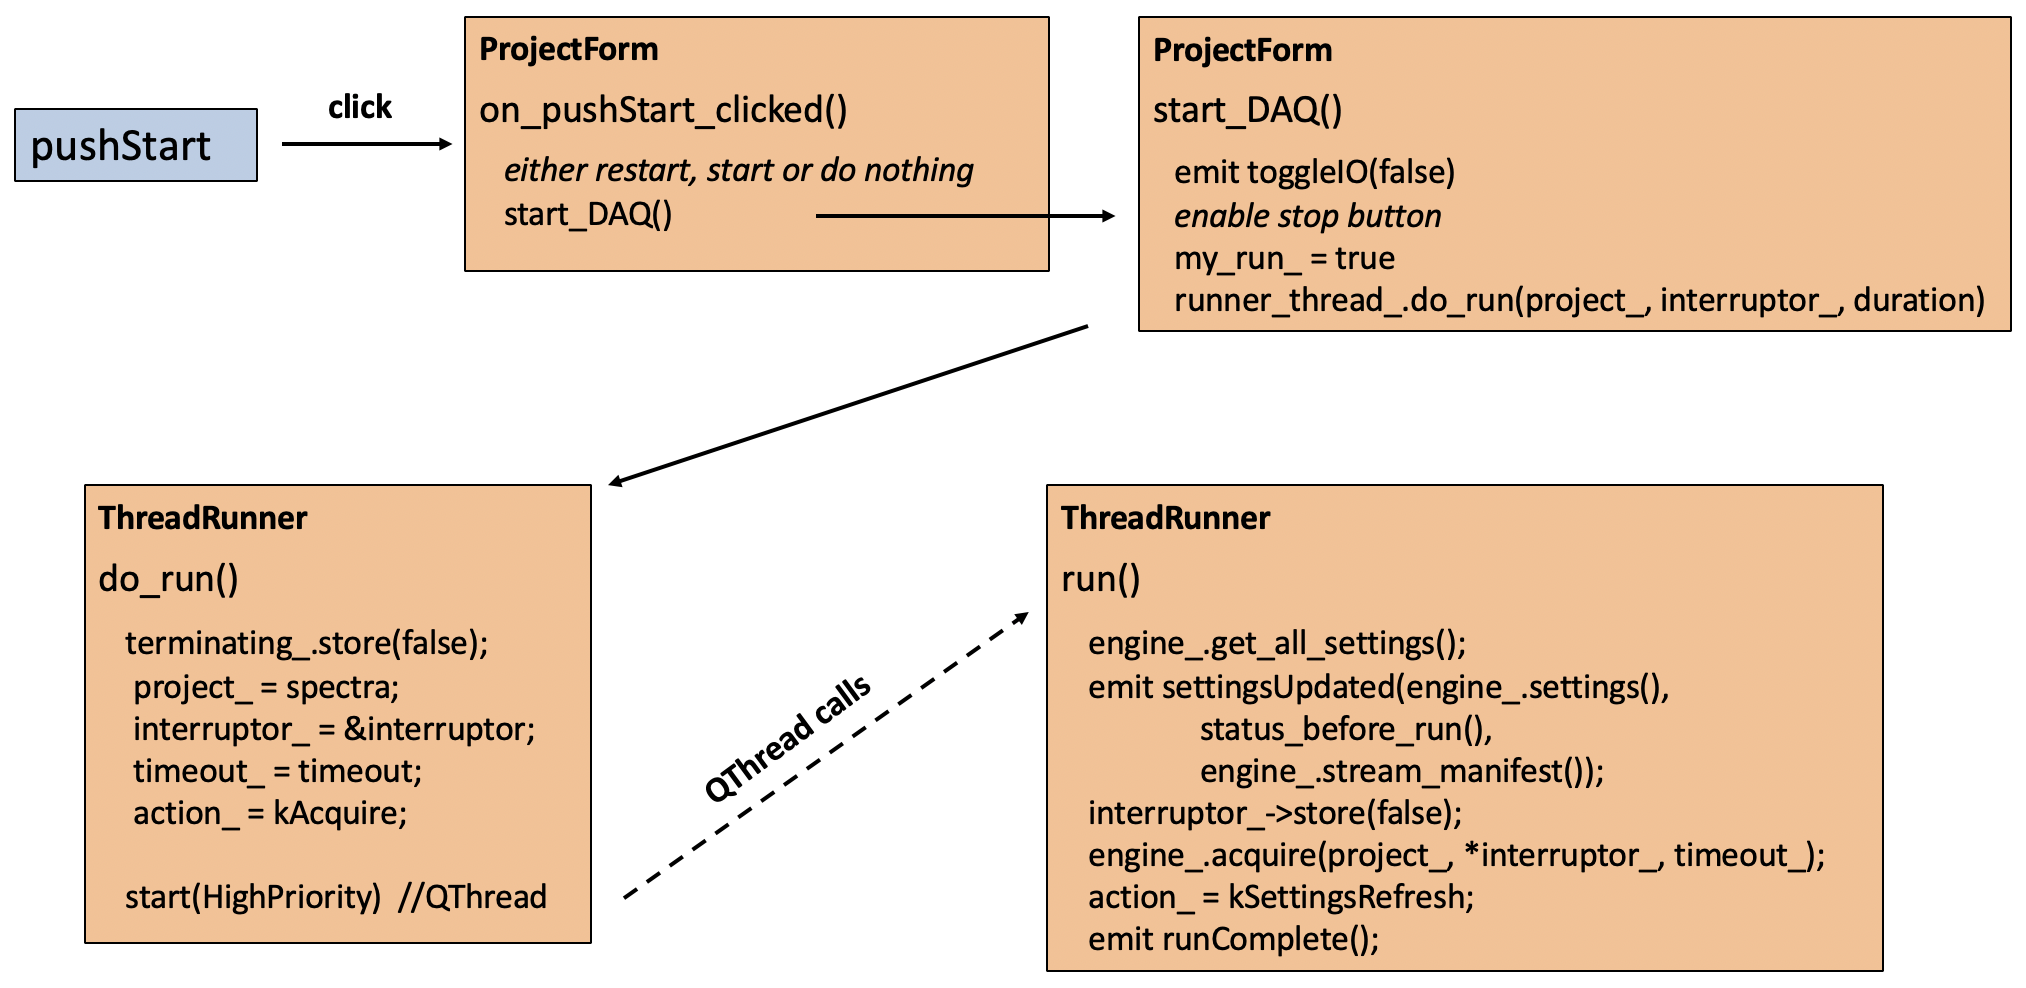 pushStart
click
ProjectForm
on_pushStart_clicked()
either restart, start or do nothing
start_DAQ()
ProjectForm
start_DAQ()
emit toggleIO(false)
enable stop button
my_run_ = true
runner_thread_.do_run(project_, interruptor_, duration)
ThreadRunner
do_run()
terminating_.store(false);
project_ = spectra;
interruptor_ = &interruptor;
timeout_ = timeout;
action_ = kAcquire;
start(HighPriority)  //QThread
QThread calls
ThreadRunner
run()
engine_.get_all_settings();
emit settingsUpdated(engine_.settings(),
status_before_run(),
engine_.stream_manifest());
interruptor_->store(false);
engine_.acquire(project_, *interruptor_, timeout_);
action_ = kSettingsRefresh;
emit runComplete();